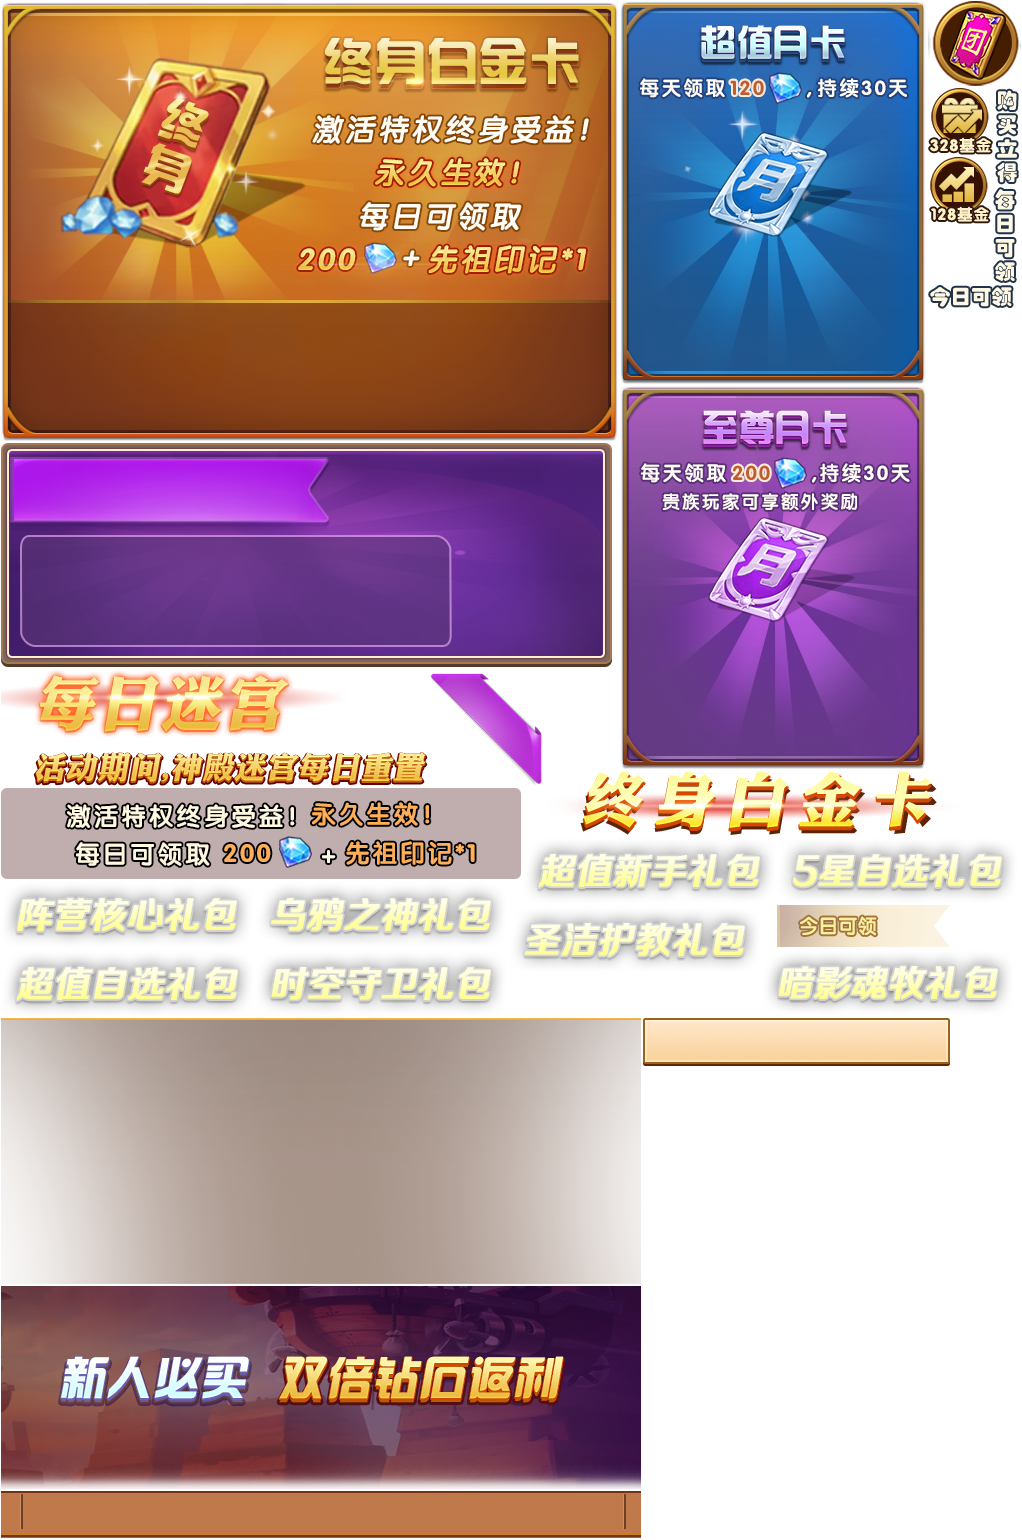 终身白金卡
终身
激活特权终身受益！
永久生效！
每日可领取
200+先祖印记*1
超值月卡
每天领取120，持续30天
月
团
328基金
128基金
购买立得
每日可领
今日可领
至尊月卡
每天领取200，持续30天
贵族玩家可享额外奖励
月
每日迷宫
活动期间，神殿迷宫每日重置
激活特权终身受益！永久生效！
每日可领取 200+先祖印记*1
终身白金卡
超值新手礼包
5星自选礼包
阵营核心礼包
乌鸦之神礼包
圣洁护教礼包
今日可领
超值自选礼包
时空守卫礼包
暗影魂牧礼包
新人必买 双倍钻石返利